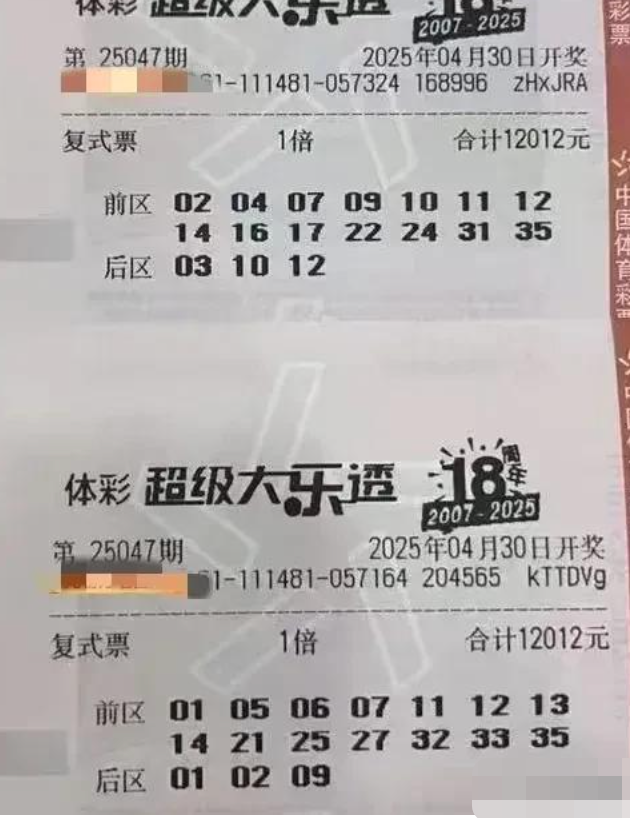 体彩 超级大乐透 18
2007-2025
第 25047期 2025年04月30日开奖
1-111481-057324 168996 zHxJRA
复式票 1倍 合计12012元
前区 02 04 07 09 10 11 12
14 16 17 22 24 31 35
后区 03 10 12
体彩 超级大乐透 18周年
2007-2025
第 25047期 2025年04月30日开奖
1-111481-057164 204565 kTTDVg
复式票 1倍 合计12012元
前区 01 05 06 07 11 12 13
14 21 25 27 32 33 35
后区 01 02 09
彩票
中国体育彩票